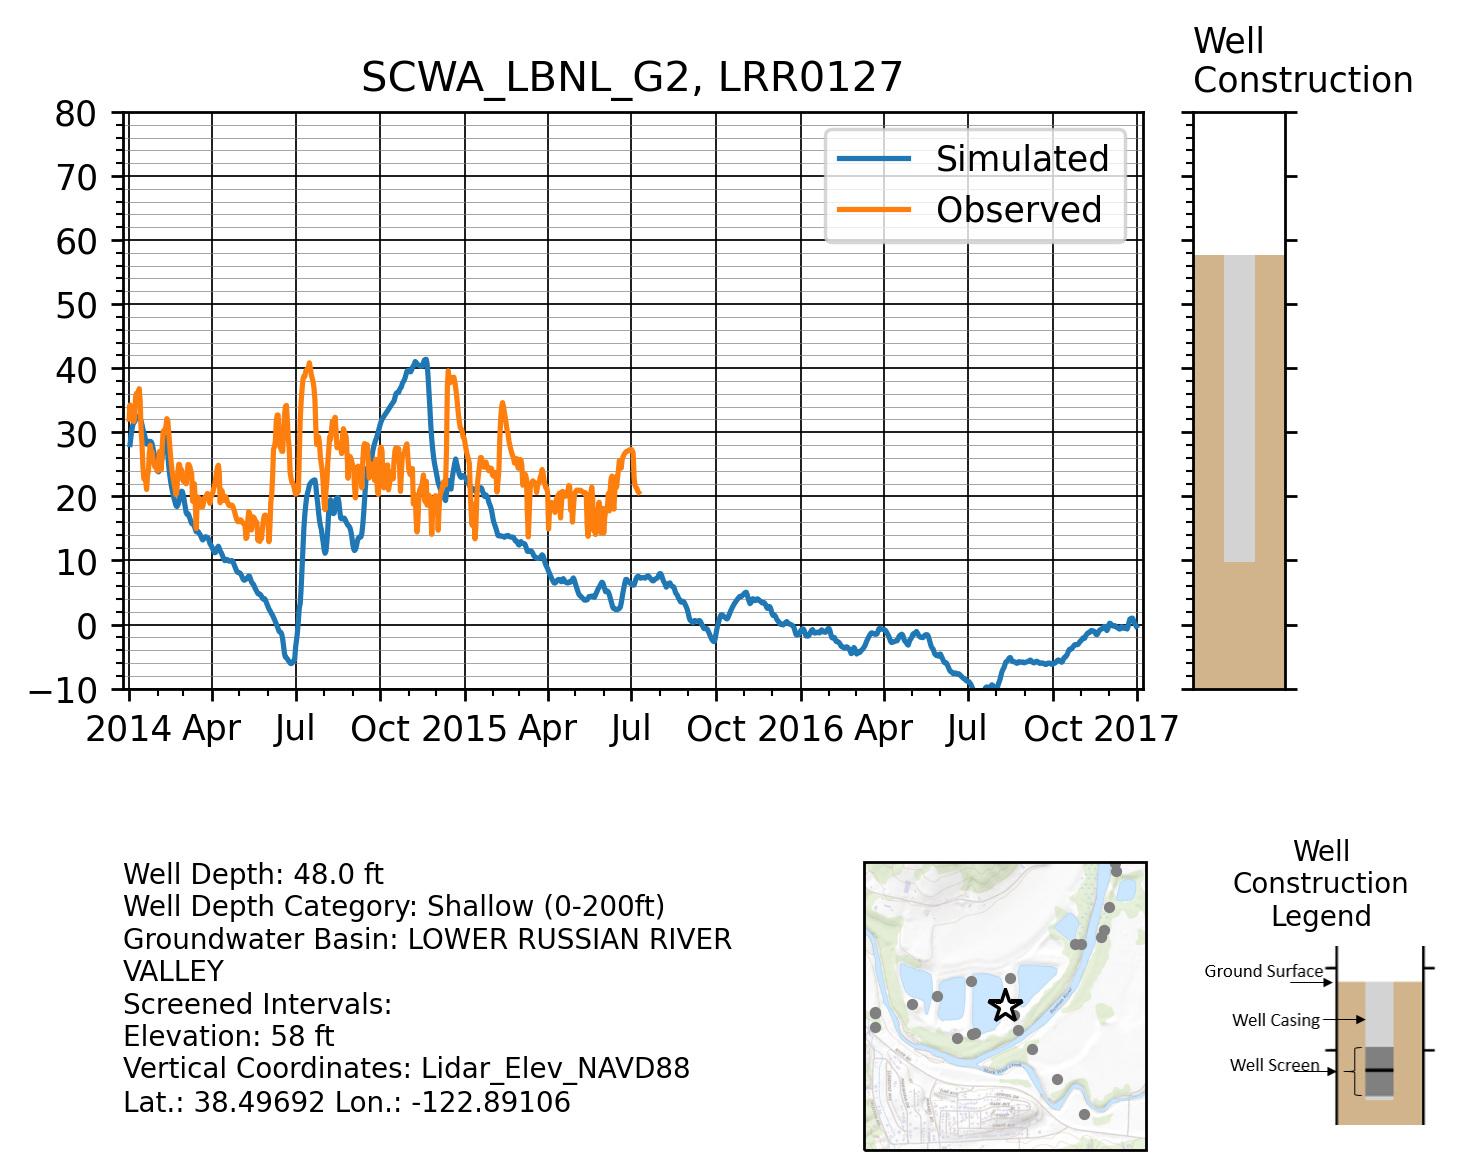 Well
Construction
SCWA_LBNL_G2, LRR0127
80
70
60
50
40
30
20
10
0
−10
Simulated
Observed
2014 Apr Jul Oct 2015 Apr Jul Oct 2016 Apr Jul Oct 2017
Well Depth: 48.0 ft
Well Depth Category: Shallow (0-200ft)
Groundwater Basin: LOWER RUSSIAN RIVER
VALLEY
Screened Intervals:
Elevation: 58 ft
Vertical Coordinates: Lidar_Elev_NAVD88
Lat.: 38.49692 Lon.: -122.89106
Well
Construction
Legend
Ground Surface
Well Casing
Well Screen